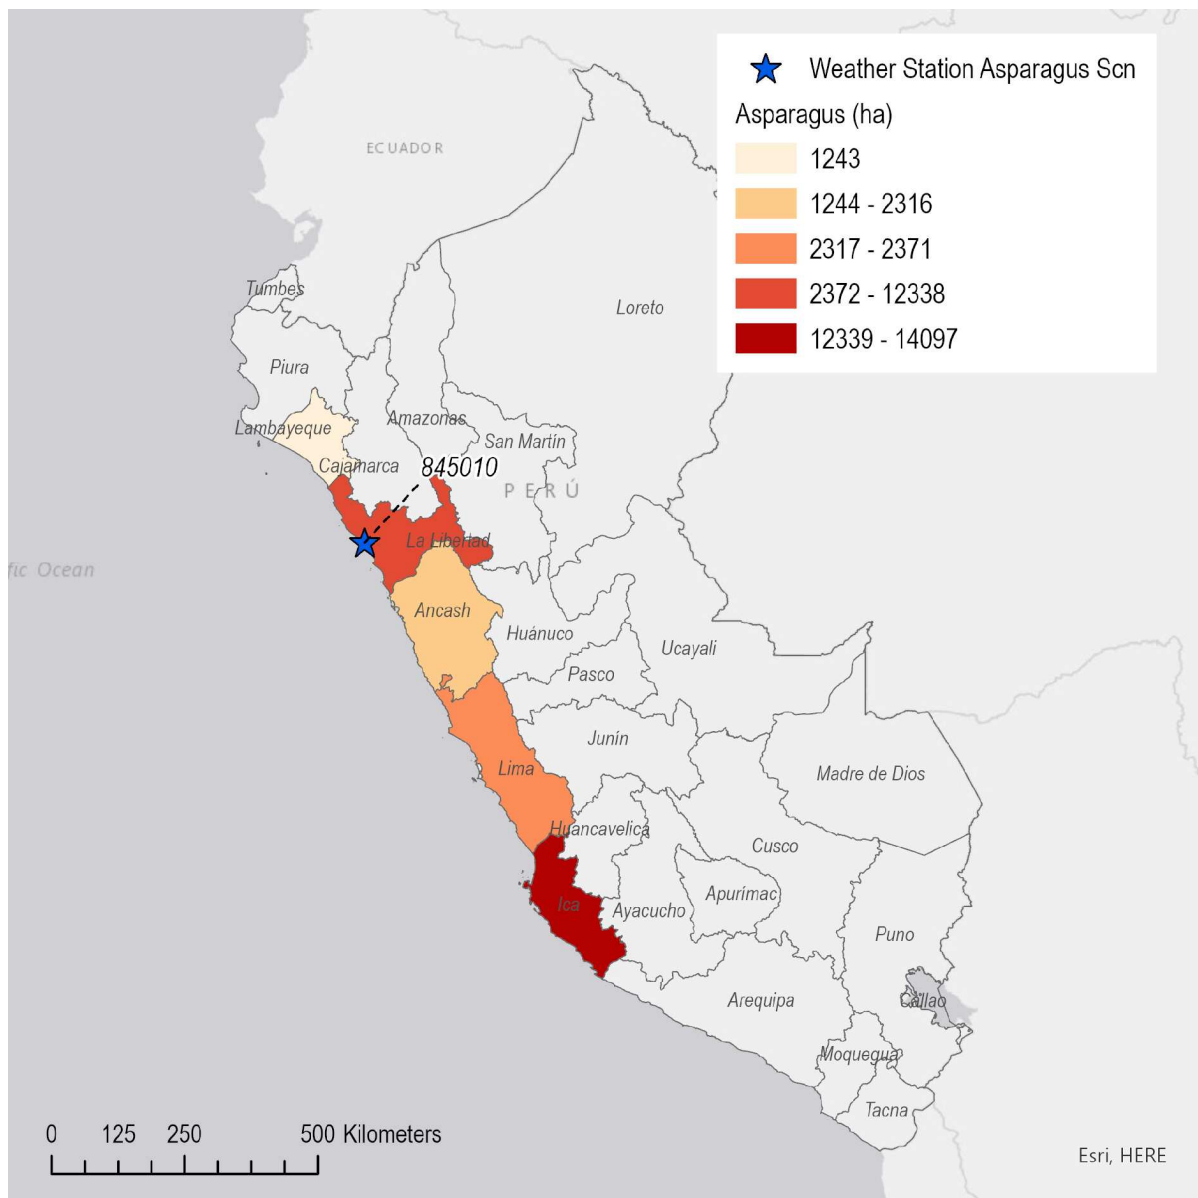 Weather Station Asparagus Scn
Asparagus (ha)
1243
1244 - 2316
2317 - 2371
2372 - 12338
12339 - 14097
ECUADOR
Tumbes
Loreto
Piura
Amazonas
Lambayeque
San Martín
Cajamarca
845010
PERÚ
La Libertad
fic Ocean
Ancash
Huánuco
Ucayali
Pasco
Junín
Lima
Madre de Dios
Huancavelica
Cusco
Apurímac
Ica
Ayacucho
Puno
Arequipa
Callao
Moquegua
Tacna
0 125 250 500 Kilometers
Esri, HERE